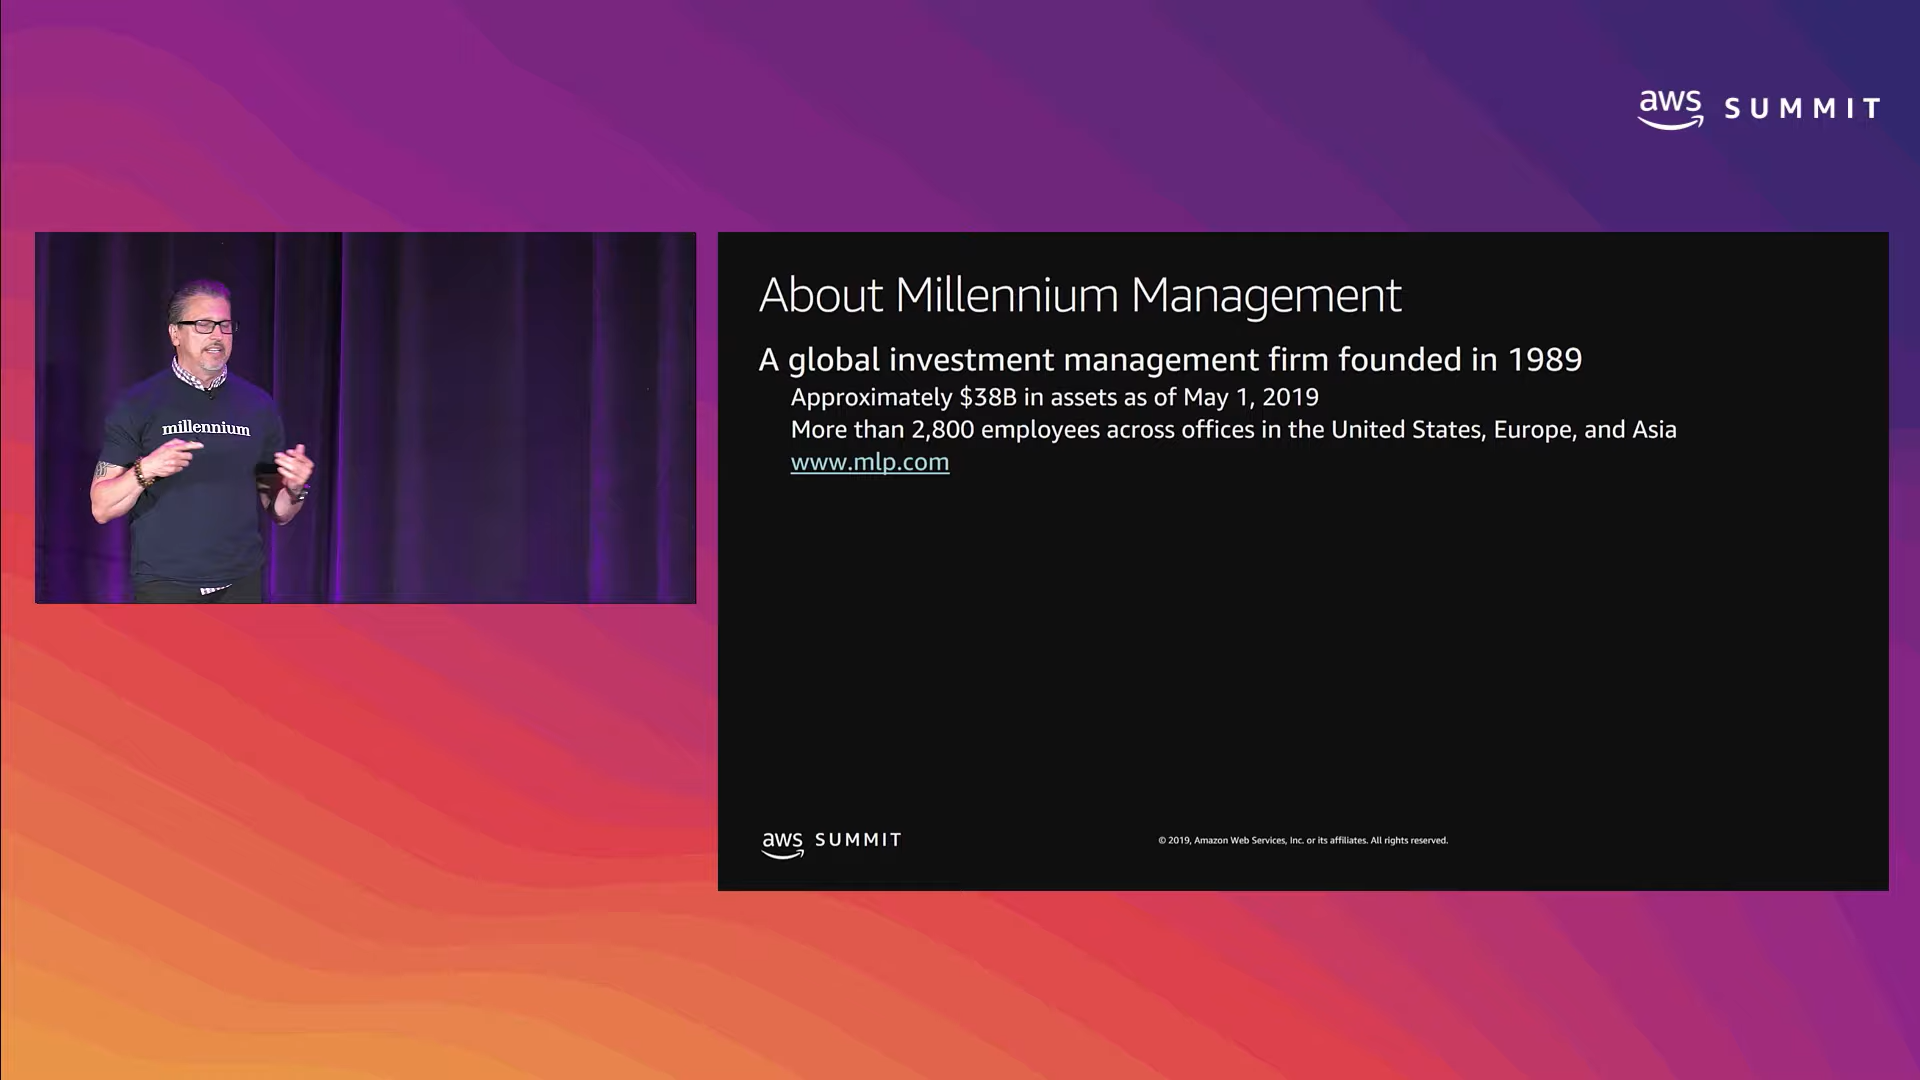 aws SUMMIT
millennium
About Millennium Management
A global investment management firm founded in 1989
Approximately $38B in assets as of May 1, 2019
More than 2,800 employees across offices in the United States, Europe, and Asia
www.mlp.com
aws SUMMIT
© 2019, Amazon Web Services, Inc. or its affiliates. All rights reserved.